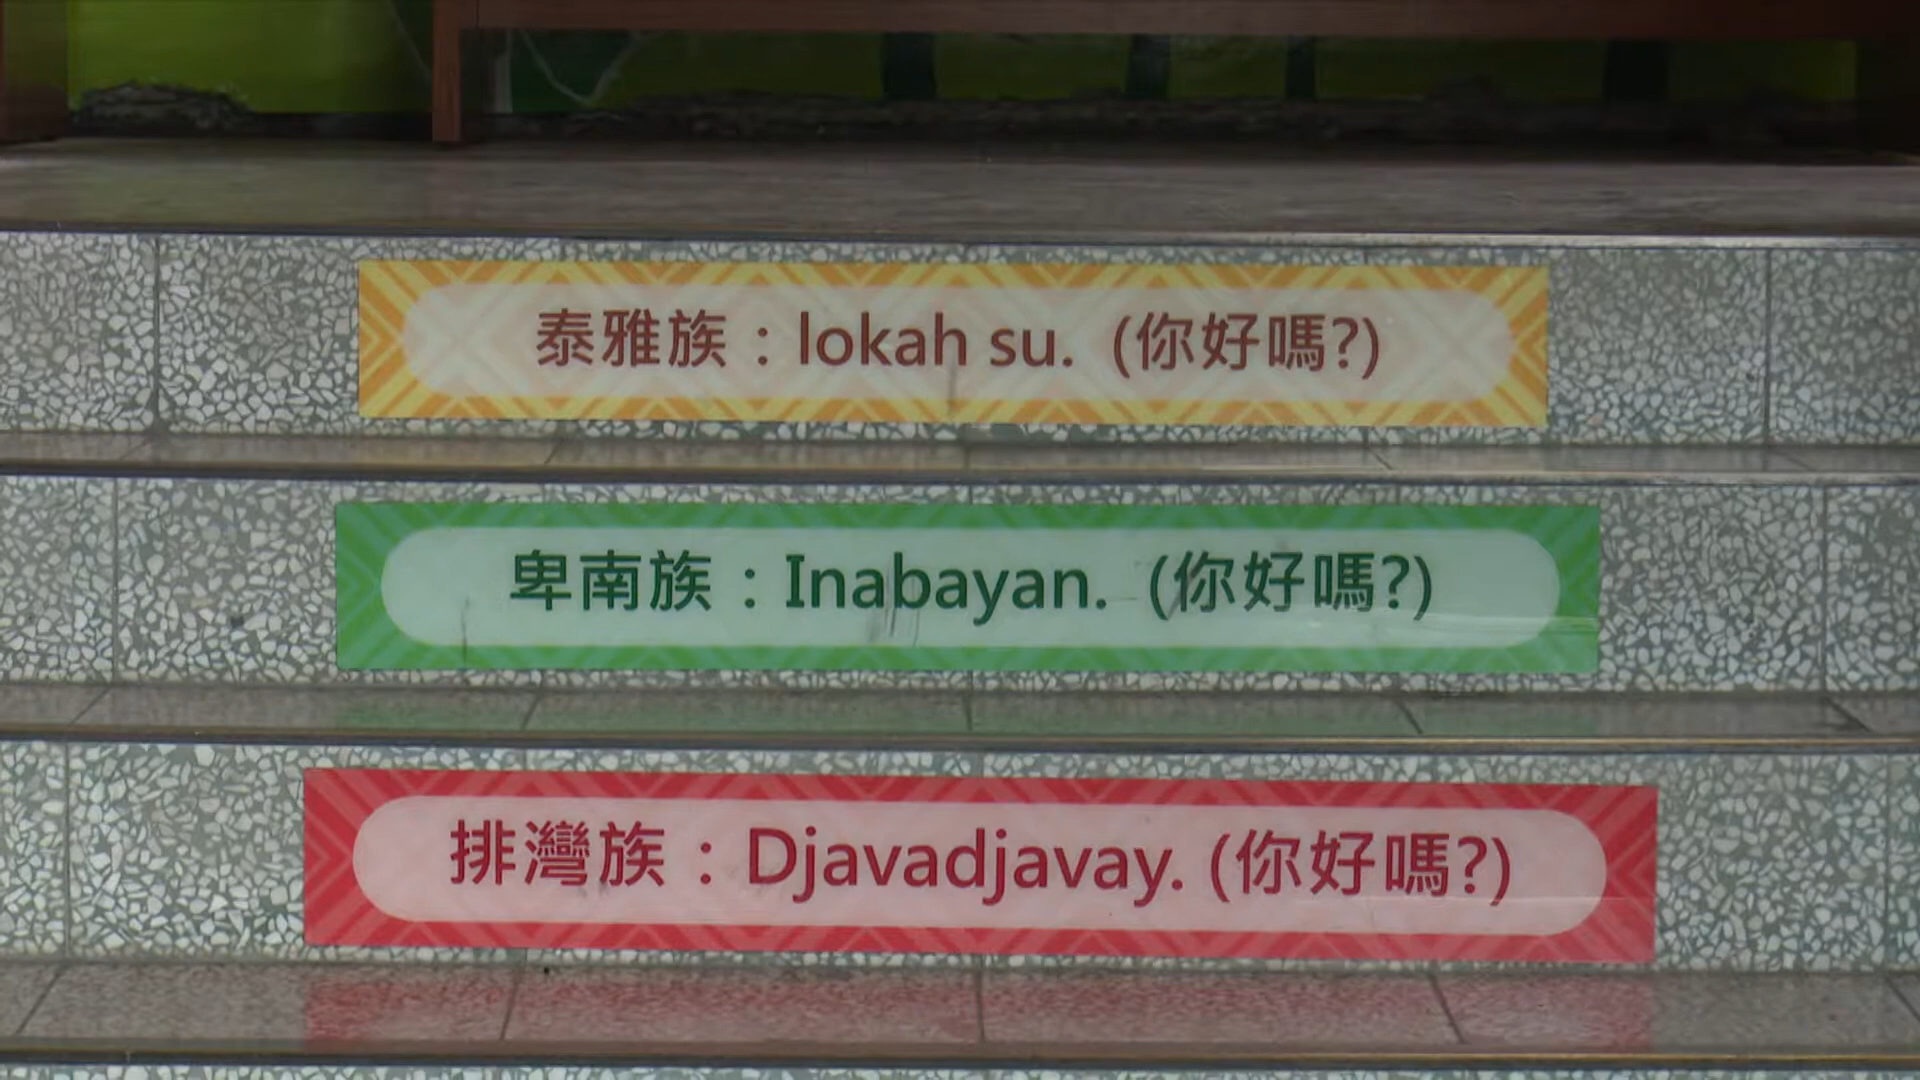 泰雅族：lokah su. (你好嗎?)
卑南族：Inabayan. (你好嗎?)
排灣族：Djavadjavay. (你好嗎?)